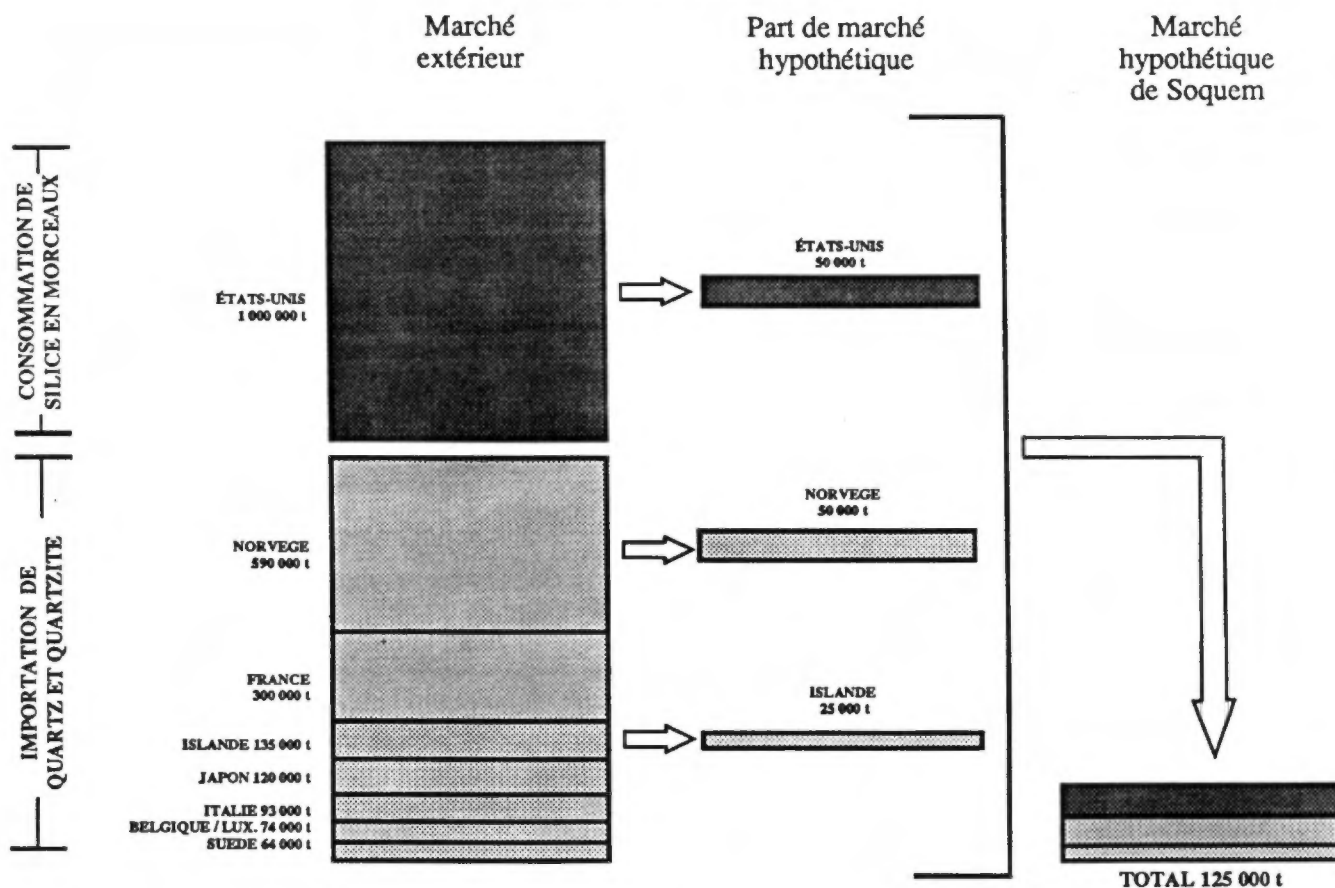 Marché
extérieur
Part de marché
hypothétique
Marché
hypothétique
de Soquem
CONSOMMATION DE
SILICE EN MORCEAUX
ÉTATS-UNIS
1 000 000 t
ÉTATS-UNIS
50 000 t
IMPORTATION DE
QUARTZ ET QUARTZITE
NORVEGE
590 000 t
NORVEGE
50 000 t
FRANCE
300 000 t
ISLANDE
25 000 t
ISLANDE 135 000 t
JAPON 120 000 t
ITALIE 93 000 t
BELGIQUE / LUX. 74 000 t
SUEDE 64 000 t
TOTAL 125 000 t